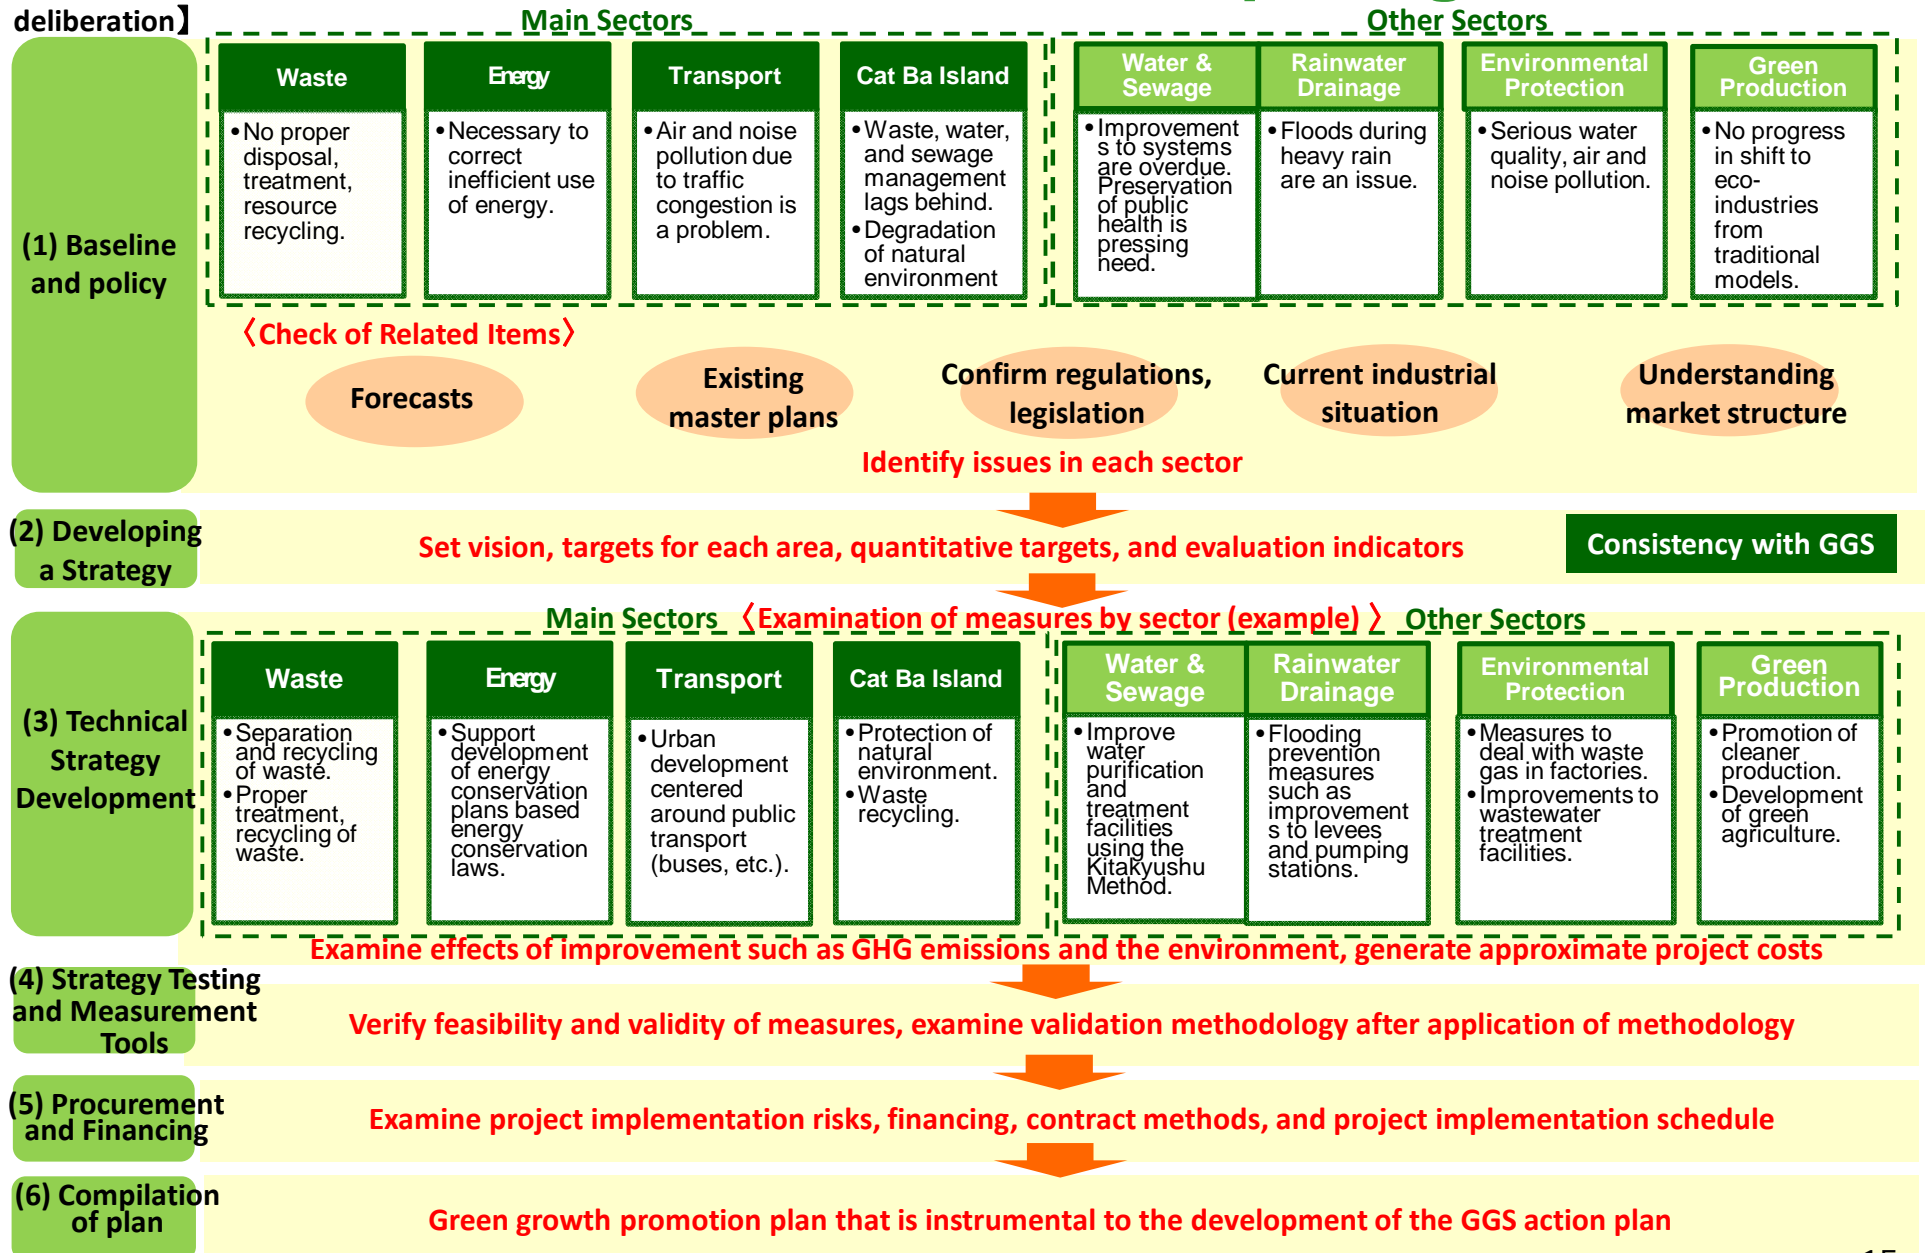 deliberation】
Main Sectors
Other Sectors
(1) Baseline
and policy
Waste
• No proper
disposal,
treatment,
resource
recycling.
Energy
• Necessary to
correct
inefficient use
of energy.
Transport
• Air and noise
pollution due
to traffic
congestion is
a problem.
Cat Ba Island
• Waste, water,
and sewage
management
lags behind.
• Degradation
of natural
environment
Water &
Sewage
• Improvement
s to systems
are overdue.
Preservation
of public
health is
pressing
need.
Rainwater
Drainage
• Floods during
heavy rain
are an issue.
Environmental
Protection
• Serious water
quality, air and
noise pollution.
Green
Production
• No progress
in shift to
eco-
industries
from
traditional
models.
〈Check of Related Items〉
Forecasts
Existing
master plans
Confirm regulations,
legislation
Current industrial
situation
Understanding
market structure
Identify issues in each sector
(2) Developing
a Strategy
Set vision, targets for each area, quantitative targets, and evaluation indicators
Consistency with GGS
Main Sectors 〈Examination of measures by sector (example) 〉 Other Sectors
(3) Technical
Strategy
Development
Waste
• Separation
and recycling
of waste.
• Proper
treatment,
recycling of
waste.
Energy
• Support
development
of energy
conservation
plans based
energy
conservation
laws.
Transport
• Urban
development
centered
around public
transport
(buses, etc.).
Cat Ba Island
• Protection of
natural
environment.
• Waste
recycling.
Water &
Sewage
• Improve
water
purification
and
treatment
facilities
using the
Kitakyushu
Method.
Rainwater
Drainage
• Flooding
prevention
measures
such as
improvement
s to levees
and pumping
stations.
Environmental
Protection
• Measures to
deal with waste
gas in factories.
• Improvements to
wastewater
treatment
facilities.
Green
Production
• Promotion of
cleaner
production.
• Development
of green
agriculture.
Examine effects of improvement such as GHG emissions and the environment, generate approximate project costs
(4) Strategy Testing
and Measurement
Tools
Verify feasibility and validity of measures, examine validation methodology after application of methodology
(5) Procurement
and Financing
Examine project implementation risks, financing, contract methods, and project implementation schedule
(6) Compilation
of plan
Green growth promotion plan that is instrumental to the development of the GGS action plan